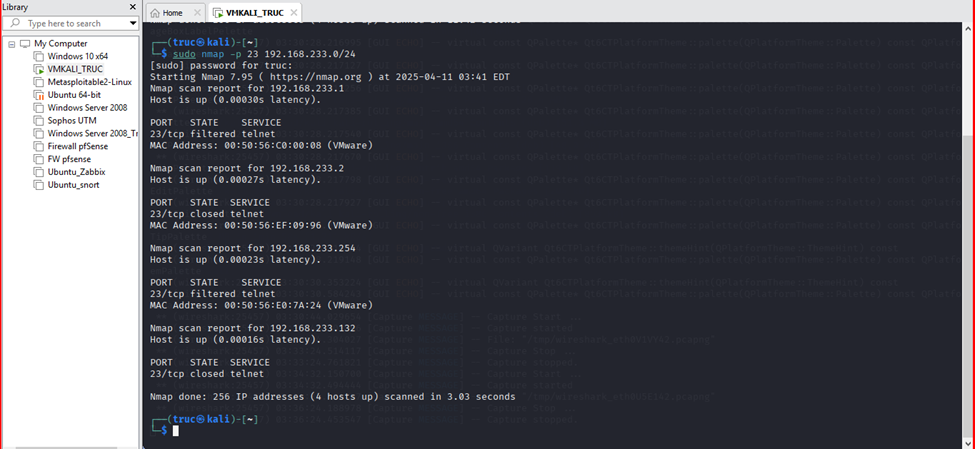 Library
Home
VMKALI_TRUC
Type here to search
My Computer
Windows 10 x64
VMKALI_TRUC
Metasploitable2-Linux
Ubuntu 64-bit
Windows Server 2008
Sophos UTM
Windows Server 2008_Tr
Firewall pfSense
FW pfsense
Ubuntu_Zabbix
Ubuntu_snort
┌──(truc㉿kali)-[~]
└─$ sudo nmap -p 23 192.168.233.0/24
[sudo] password for truc:
Starting Nmap 7.95 ( https://nmap.org ) at 2025-04-11 03:41 EDT
Nmap scan report for 192.168.233.1
Host is up (0.00030s latency).
PORT   STATE    SERVICE
23/tcp filtered telnet
MAC Address: 00:50:56:C0:00:08 (VMware)
Nmap scan report for 192.168.233.2
Host is up (0.00027s latency).
PORT   STATE  SERVICE
23/tcp closed telnet
MAC Address: 00:50:56:EF:09:96 (VMware)
Nmap scan report for 192.168.233.254
Host is up (0.00023s latency).
PORT   STATE    SERVICE
23/tcp filtered telnet
MAC Address: 00:50:56:E0:7A:24 (VMware)
Nmap scan report for 192.168.233.132
Host is up (0.00016s latency).
PORT   STATE  SERVICE
23/tcp closed telnet
Nmap done: 256 IP addresses (4 hosts up) scanned in 3.03 seconds
┌──(truc㉿kali)-[~]
└─$